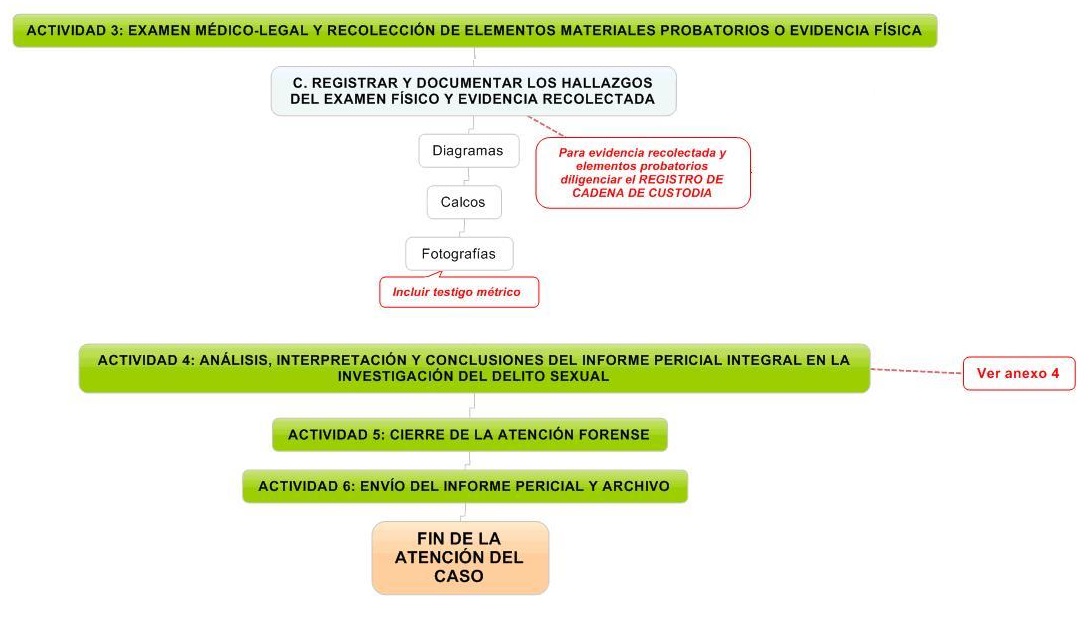 ACTIVIDAD 3: EXAMEN MÉDICO-LEGAL Y RECOLECCIÓN DE ELEMENTOS MATERIALES PROBATORIOS O EVIDENCIA FÍSICA
C. REGISTRAR Y DOCUMENTAR LOS HALLAZGOS
DEL EXAMEN FÍSICO Y EVIDENCIA RECOLECTADA
Diagramas
Para evidencia recolectada y
elementos probatorios
diligenciar el REGISTRO DE
CADENA DE CUSTODIA
Calcos
Fotografías
Incluir testigo métrico
ACTIVIDAD 4: ANÁLISIS, INTERPRETACIÓN Y CONCLUSIONES DEL INFORME PERICIAL INTEGRAL EN LA
INVESTIGACIÓN DEL DELITO SEXUAL
Ver anexo 4
ACTIVIDAD 5: CIERRE DE LA ATENCIÓN FORENSE
ACTIVIDAD 6: ENVÍO DEL INFORME PERICIAL Y ARCHIVO
FIN DE LA
ATENCIÓN DEL
CASO